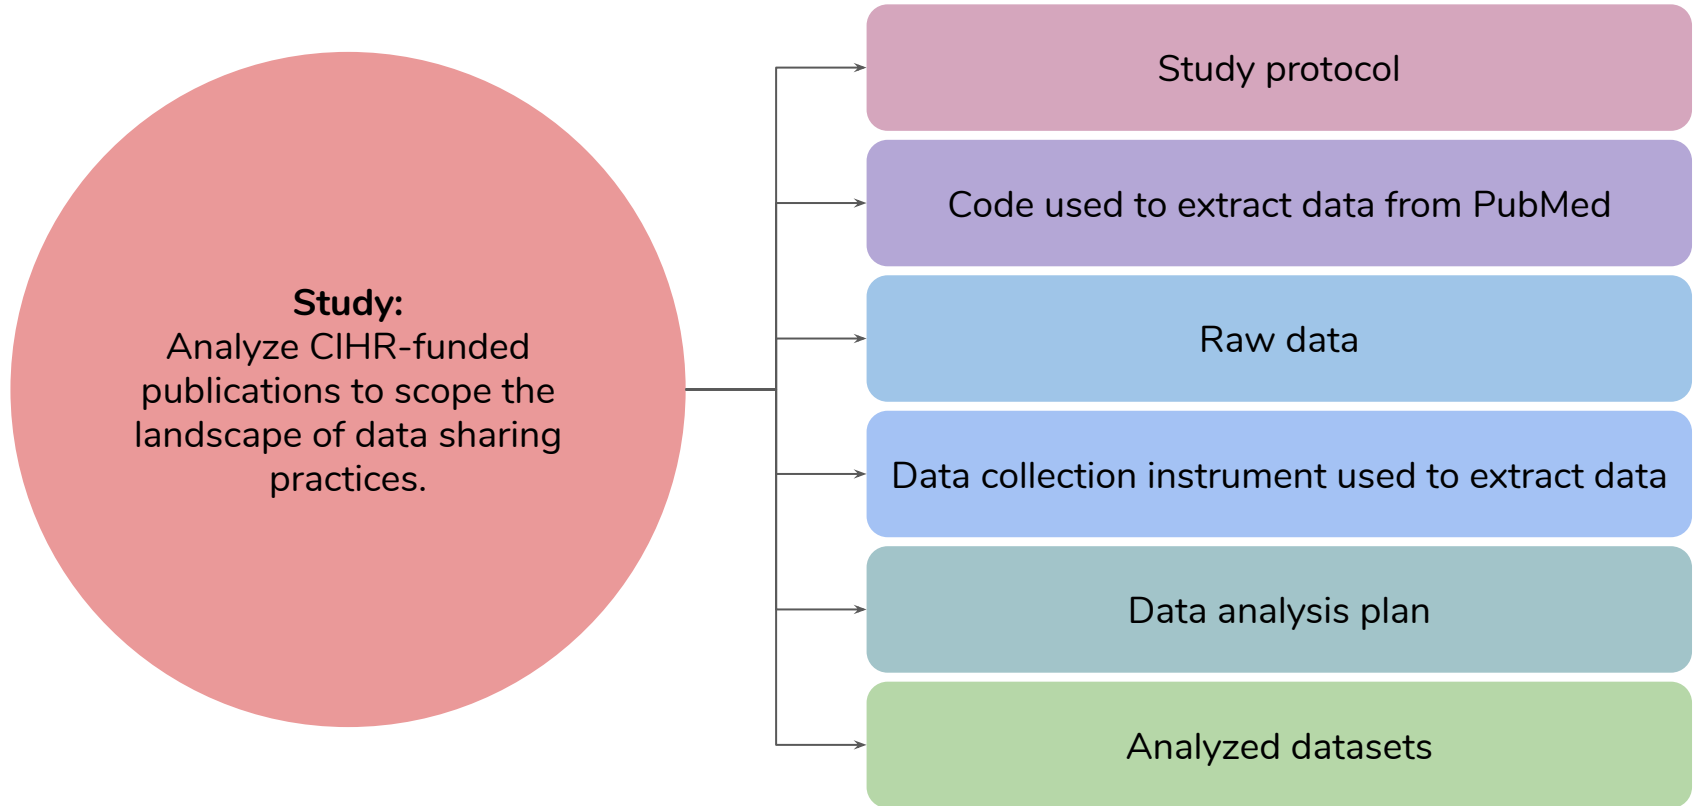 Study:
Analyze CIHR-funded
publications to scope the
landscape of data sharing
practices.
Study protocol
Code used to extract data from PubMed
Raw data
Data collection instrument used to extract data
Data analysis plan
Analyzed datasets